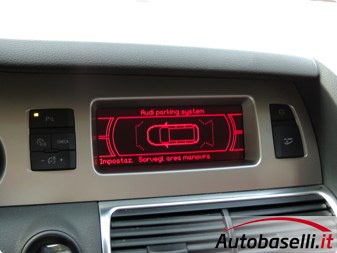 Audi parking system
Impostaz. Sorvegl area manovra
Autobaselli.it